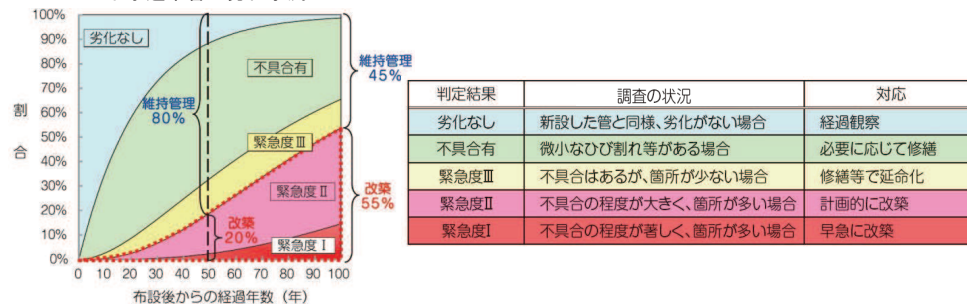 100%
90%
80%
70%
60%
50%
40%
30%
20%
10%
0%
割
合
劣化なし
不具合有
維持管理
80%
緊急度Ⅲ
緊急度Ⅱ
改築
20%
緊急度Ⅰ
維持管理
45%
改築
55%
0 10 20 30 40 50 60 70 80 90 100
布設後からの経過年数（年）
判定結果 調査の状況 対応
劣化なし 新設した管と同様、劣化がない場合 経過観察
不具合有 微小なひび割れ等がある場合 必要に応じて修繕
緊急度Ⅲ 不具合はあるが、箇所が少ない場合 修繕等で延命化
緊急度Ⅱ 不具合の程度が大きく、箇所が多い場合 計画的に改築
緊急度Ⅰ 不具合の程度が著しく、箇所が多い場合 早急に改築